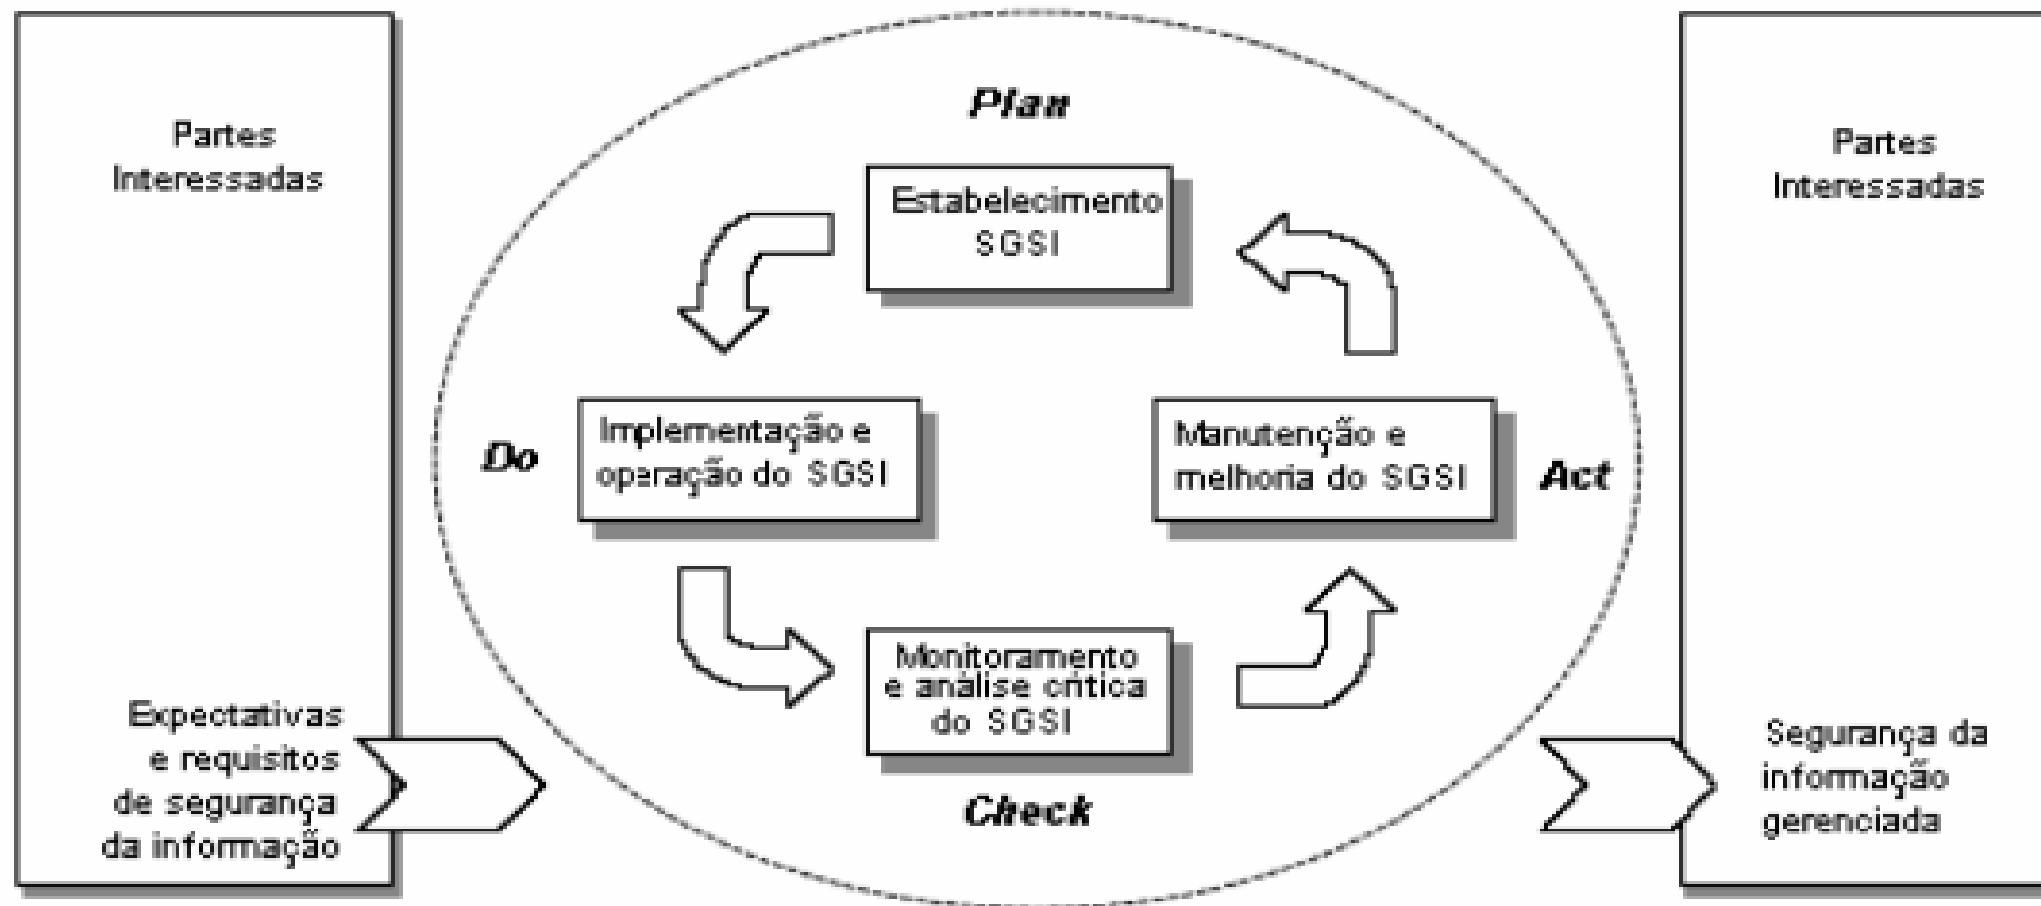 Partes
Interessadas
Expectativas
e requisitos
de segurança
da informação
Plan
Estabelecimento
SGSI
Do
Implementação e
operação do SGSI
Manutenção e
melhoria do SGSI
Act
Monitoramento
e análise crítica
do SGSI
Check
Partes
Interessadas
Segurança da
informação
gerenciada